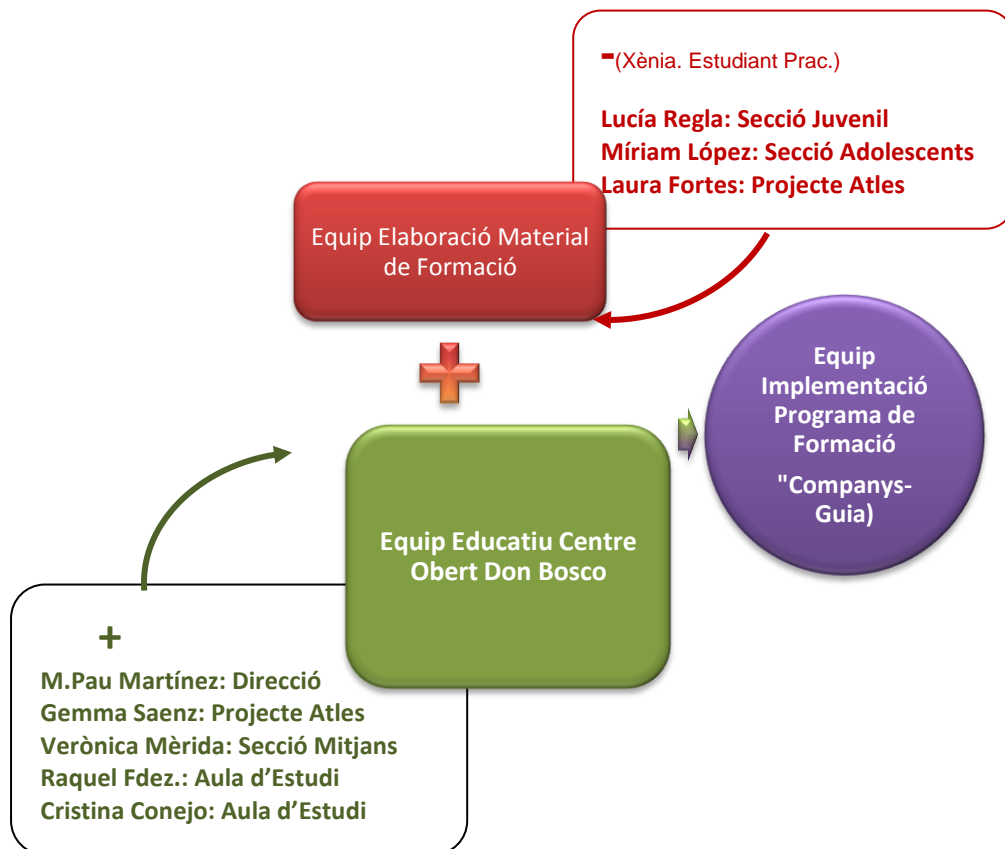 -(Xènia. Estudiant Prac.)
Lucía Regla: Secció Juvenil
Míriam López: Secció Adolescents
Laura Fortes: Projecte Atles
Equip Elaboració Material
de Formació
Equip
Implementació
Programa de
Formació
"Companys-
Guia)
Equip Educatiu Centre
Obert Don Bosco
+
M.Pau Martínez: Direcció
Gemma Saenz: Projecte Atles
Verònica Mèrida: Secció Mitjans
Raquel Fdez.: Aula d’Estudi
Cristina Conejo: Aula d’Estudi